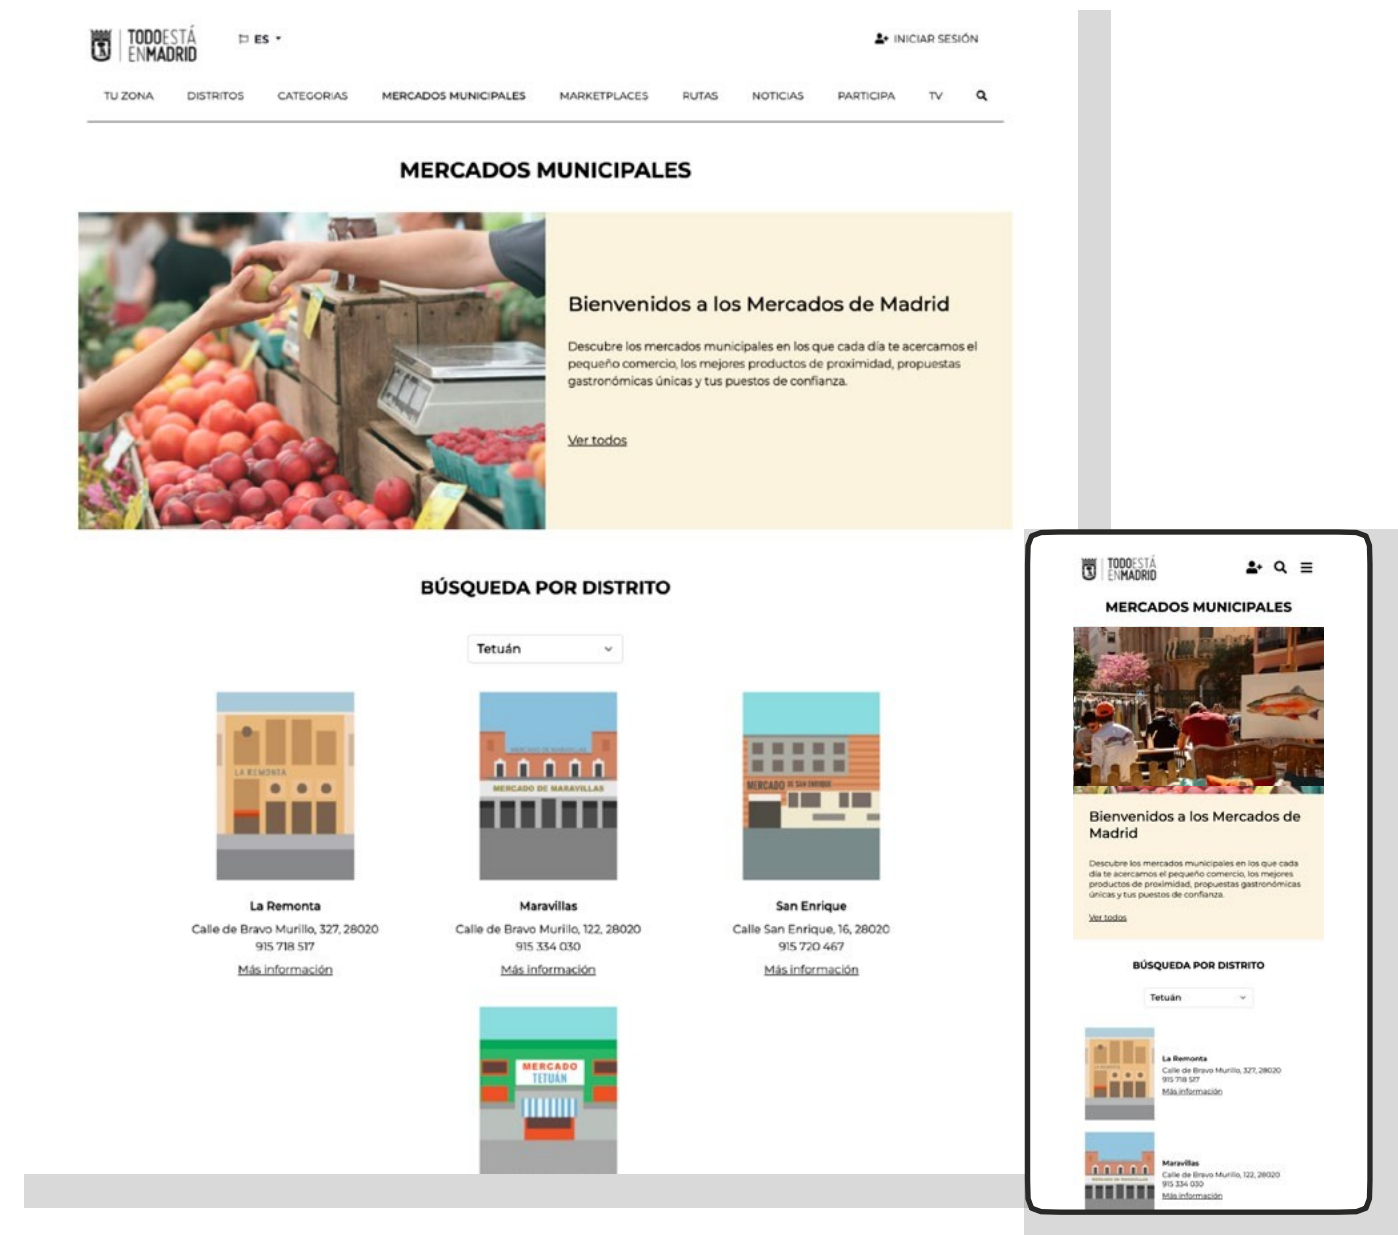 TODOESTÁ
ENMADRID
ES
INICIAR SESIÓN
TU ZONA DISTRITOS CATEGORIAS MERCADOS MUNICIPALES MARKETPLACES RUTAS NOTICIAS PARTICIPA TV
MERCADOS MUNICIPALES
Bienvenidos a los Mercados de Madrid
Descubre los mercados municipales en los que cada día te acercamos el
pequeño comercio, los mejores productos de proximidad, propuestas
gastronómicas únicas y tus puestos de confianza.
Ver todos
BÚSQUEDA POR DISTRITO
Tetuán
LA REMONTA
MERCADO DE MARAVILLAS
MERCADO DE MARAVILLAS
MERCADO DE SAN ENRIQUE
La Remonta
Calle de Bravo Murillo, 327, 28020
915 718 517
Más información
Maravillas
Calle de Bravo Murillo, 122, 28020
915 334 030
Más información
San Enrique
Calle San Enrique, 16, 28020
915 720 467
Más información
MERCADO
TETUÁN
TODOESTÁ
ENMADRID
MERCADOS MUNICIPALES
Bienvenidos a los Mercados de
Madrid
Descubre los mercados municipales en los que cada
día te acercamos el pequeño comercio, los mejores
productos de proximidad, propuestas gastronómicas
únicas y tus puestos de confianza.
Ver todos
BÚSQUEDA POR DISTRITO
Tetuán
La Remonta
Calle de Bravo Murillo, 327, 28020
915 718 517
Más información
MERCADO DE MARAVILLAS
Maravillas
Calle de Bravo Murillo, 122, 28020
915 334 030
Más información